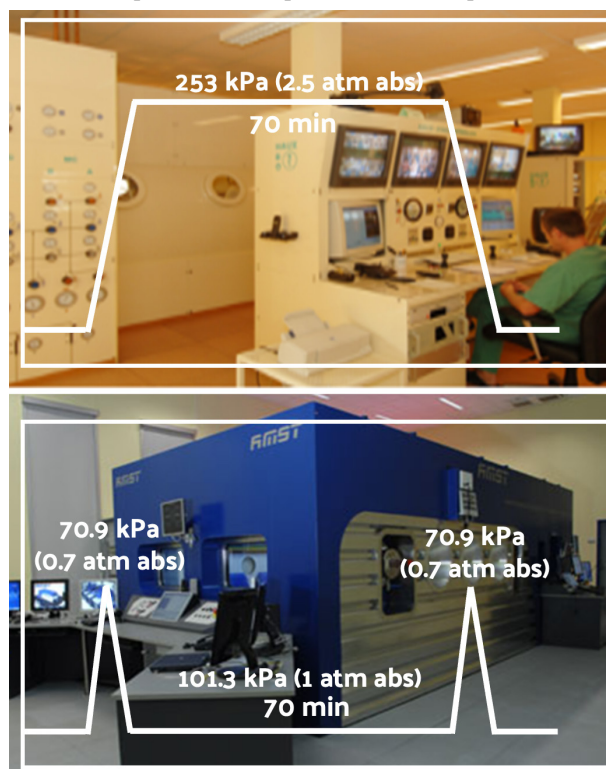 253 kPa (2.5 atm abs)
70 min
AMST
AMST
AMST
70.9 kPa
(0.7 atm abs)
70.9 kPa
(0.7 atm abs)
101.3 kPa (1 atm abs)
70 min